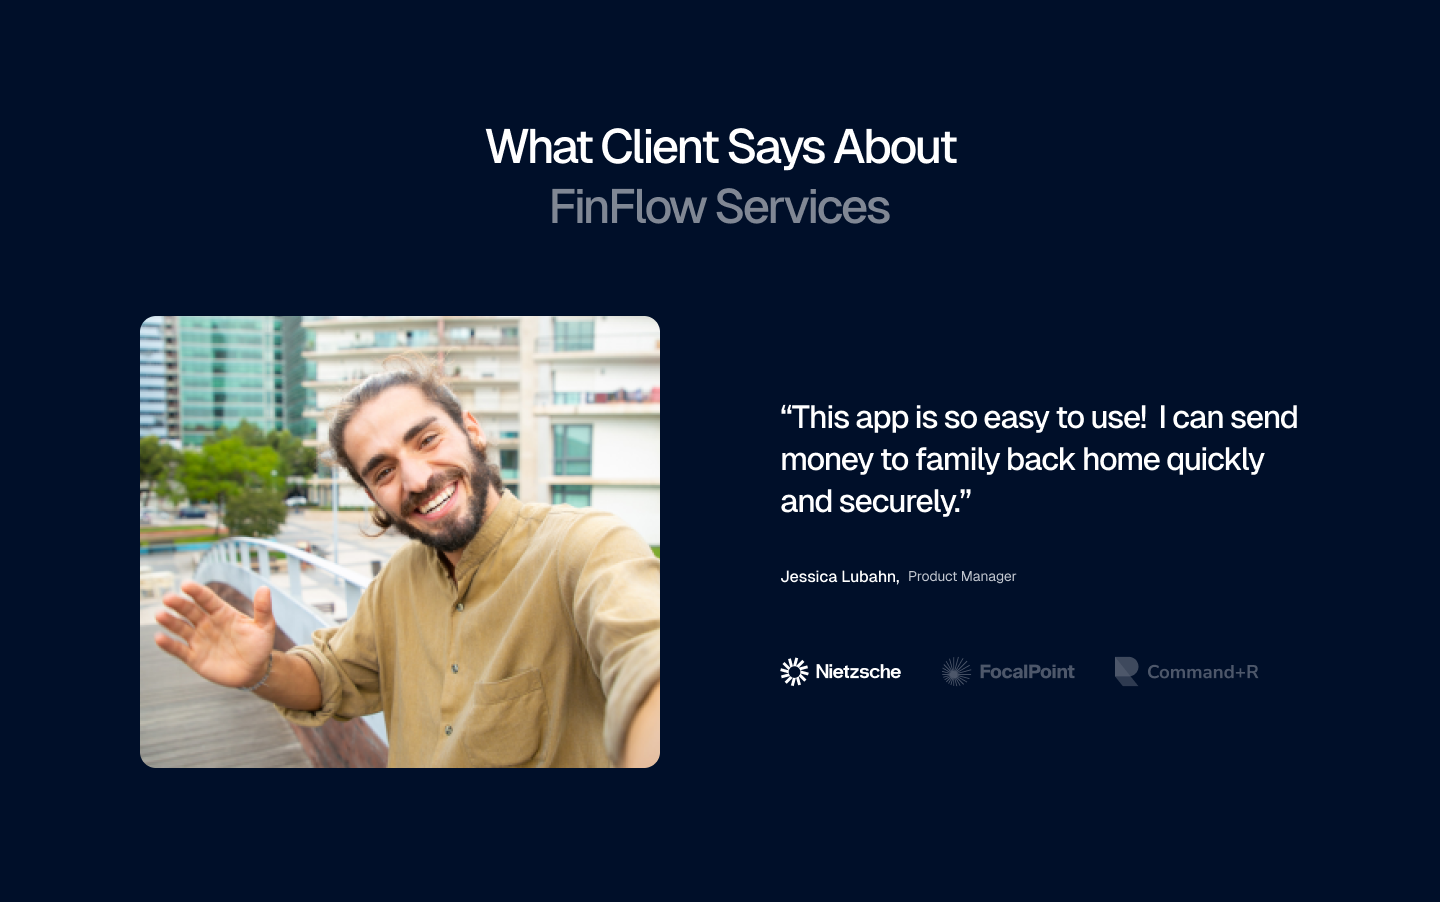 What Client Says About
FinFlow Services
“This app is so easy to use!  I can send
money to family back home quickly
and securely.”
Jessica Lubahn, Product Manager
Nietzsche FocalPoint Command+R